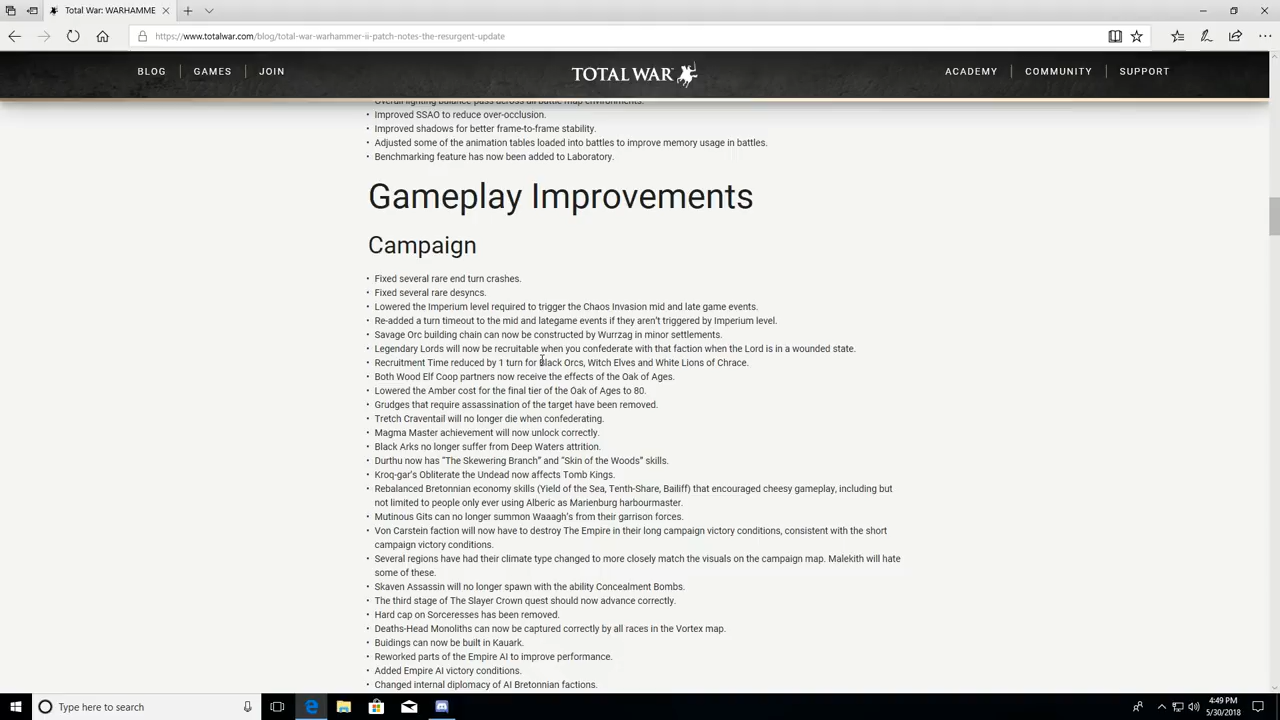 Total War: WARHAMME
https://www.totalwar.com/blog/total-war-warhammer-ii-patch-notes-the-resurgent-update
BLOG
GAMES
JOIN
TOTAL WAR
ACADEMY
COMMUNITY
SUPPORT
Overall lighting balance pass across all battle map environments.
• Improved SSAO to reduce over-occlusion.
• Improved shadows for better frame-to-frame stability.
• Adjusted some of the animation tables loaded into battles to improve memory usage in battles.
• Benchmarking feature has now been added to Laboratory.
Gameplay Improvements
Campaign
• Fixed several rare end turn crashes.
• Fixed several rare desyncs.
• Lowered the Imperium level required to trigger the Chaos Invasion mid and late game events.
• Re-added a turn timeout to the mid and lategame events if they aren't triggered by Imperium level.
• Savage Orc building chain can now be constructed by Wurrzag in minor settlements.
• Legendary Lords will now be recruitable when you confederate with that faction when the Lord is in a wounded state.
• Recruitment Time reduced by 1 turn for Black Orcs, Witch Elves and White Lions of Chrace.
• Both Wood Elf Coop partners now receive the effects of the Oak of Ages.
• Lowered the Amber cost for the final tier of the Oak of Ages to 80.
• Grudges that require assassination of the target have been removed.
• Tretch Craventail will no longer die when confederating.
• Magma Master achievement will now unlock correctly.
• Black Arks no longer suffer from Deep Waters attrition.
• Durthu now has “The Skewering Branch” and “Skin of the Woods” skills.
• Kroq-gar's Obliterate the Undead now affects Tomb Kings.
• Rebalanced Bretonnian economy skills (Yield of the Sea, Tenth-Share, Bailiff) that encouraged cheesy gameplay, including but
not limited to people only ever using Alberic as Marienburg harbourmaster.
• Mutinous Gits can no longer summon Waaagh's from their garrison forces.
• Von Carstein faction will now have to destroy The Empire in their long campaign victory conditions, consistent with the short
campaign victory conditions.
• Several regions have had their climate type changed to more closely match the visuals on the campaign map. Malekith will hate
some of these.
• Skaven Assassin will no longer spawn with the ability Concealment Bombs.
• The third stage of The Slayer Crown quest should now advance correctly.
• Hard cap on Sorceresses has been removed.
• Deaths-Head Monoliths can now be captured correctly by all races in the Vortex map.
• Buidings can now be built in Kauark.
• Reworked parts of the Empire AI to improve performance.
• Added Empire AI victory conditions.
• Changed internal diplomacy of AI Bretonnian factions.
Type here to search
4:49 PM
5/30/2018